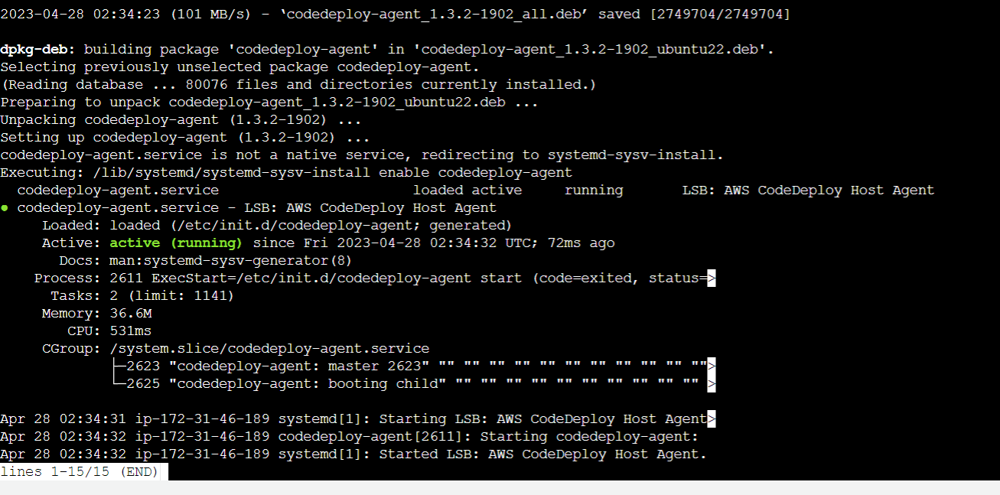 2023-04-28 02:34:23 (101 MB/s) - ‘codedeploy-agent_1.3.2-1902_all.deb’ saved [2749704/2749704]
dpkg-deb: building package 'codedeploy-agent' in 'codedeploy-agent_1.3.2-1902_ubuntu22.deb'.
Selecting previously unselected package codedeploy-agent.
(Reading database ... 80076 files and directories currently installed.)
Preparing to unpack codedeploy-agent_1.3.2-1902_ubuntu22.deb ...
Unpacking codedeploy-agent (1.3.2-1902) ...
Setting up codedeploy-agent (1.3.2-1902) ...
codedeploy-agent.service is not a native service, redirecting to systemd-sysv-install.
Executing: /lib/systemd/systemd-sysv-install enable codedeploy-agent
  codedeploy-agent.service                       loaded active     running       LSB: AWS CodeDeploy Host Agent
● codedeploy-agent.service - LSB: AWS CodeDeploy Host Agent
     Loaded: loaded (/etc/init.d/codedeploy-agent; generated)
     Active: active (running) since Fri 2023-04-28 02:34:32 UTC; 72ms ago
       Docs: man:systemd-sysv-generator(8)
    Process: 2611 ExecStart=/etc/init.d/codedeploy-agent start (code=exited, status=>
      Tasks: 2 (limit: 1141)
     Memory: 36.6M
        CPU: 531ms
     CGroup: /system.slice/codedeploy-agent.service
             ├─2623 "codedeploy-agent: master 2623" "" "" "" "" "" "" "" "" "" "" "">
             └─2625 "codedeploy-agent: booting child" "" "" "" "" "" "" "" "" "" "" >
Apr 28 02:34:31 ip-172-31-46-189 systemd[1]: Starting LSB: AWS CodeDeploy Host Agent>
Apr 28 02:34:32 ip-172-31-46-189 codedeploy-agent[2611]: Starting codedeploy-agent:
Apr 28 02:34:32 ip-172-31-46-189 systemd[1]: Started LSB: AWS CodeDeploy Host Agent.
lines 1-15/15 (END)